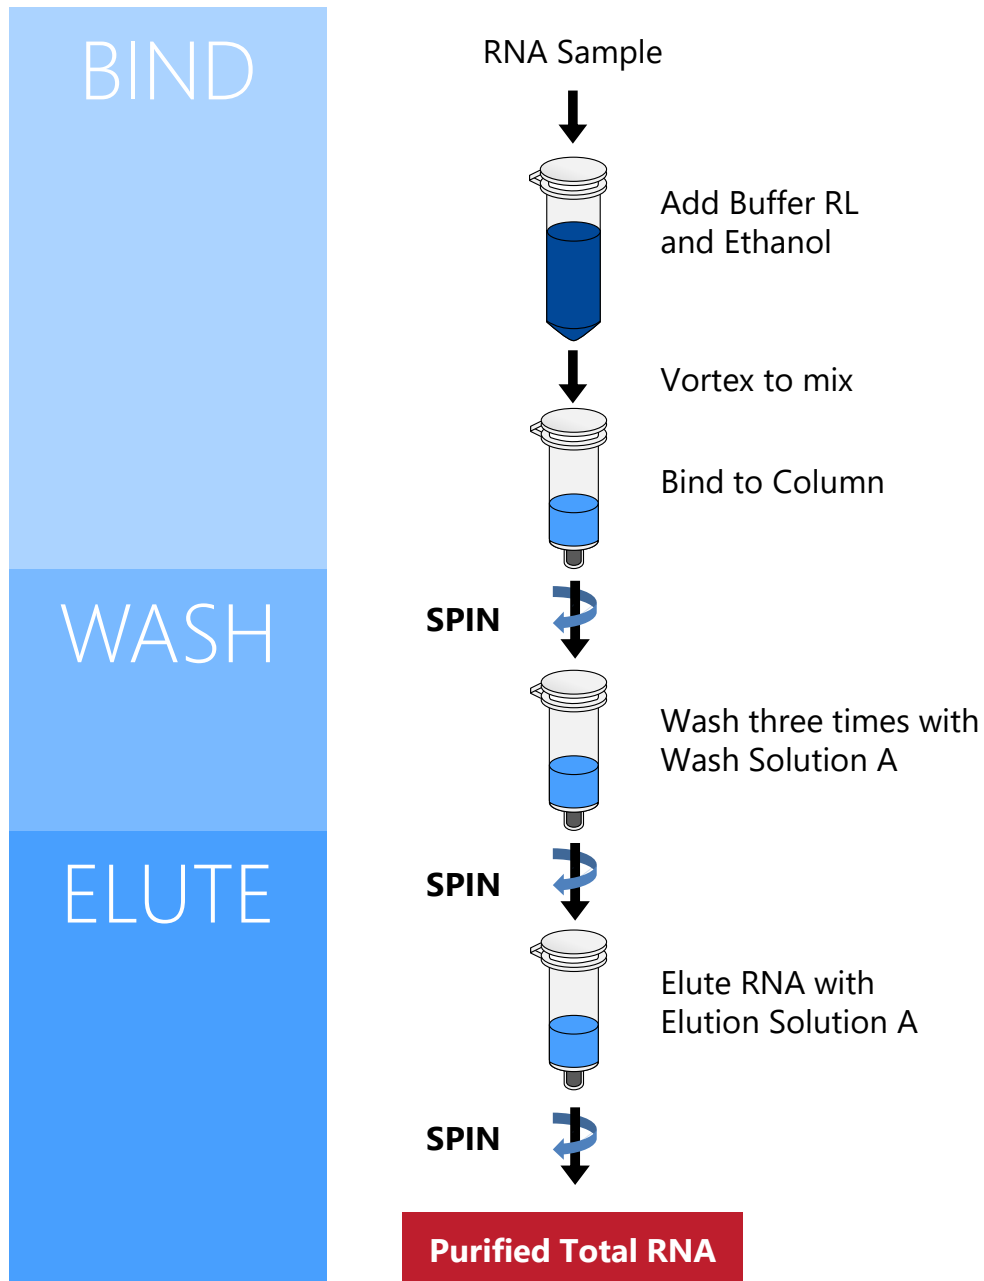 BIND
RNA Sample
Add Buffer RL
and Ethanol
Vortex to mix
Bind to Column
WASH
SPIN
Wash three times with
Wash Solution A
ELUTE
SPIN
Elute RNA with
Elution Solution A
SPIN
Purified Total RNA